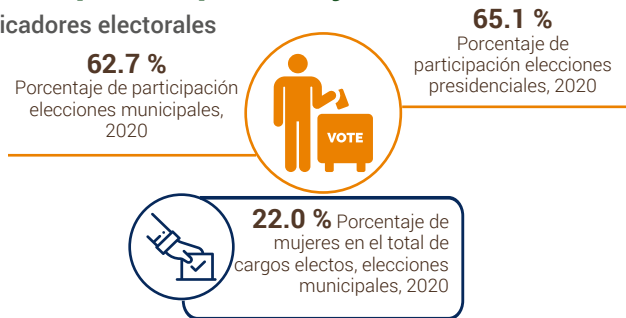 icadores electorales
62.7 %
Porcentaje de participación
elecciones municipales,
2020
65.1 %
Porcentaje de
participación elecciones
presidenciales, 2020
VOTE
22.0 % Porcentaje de
mujeres en el total de
cargos electos, elecciones
municipales, 2020